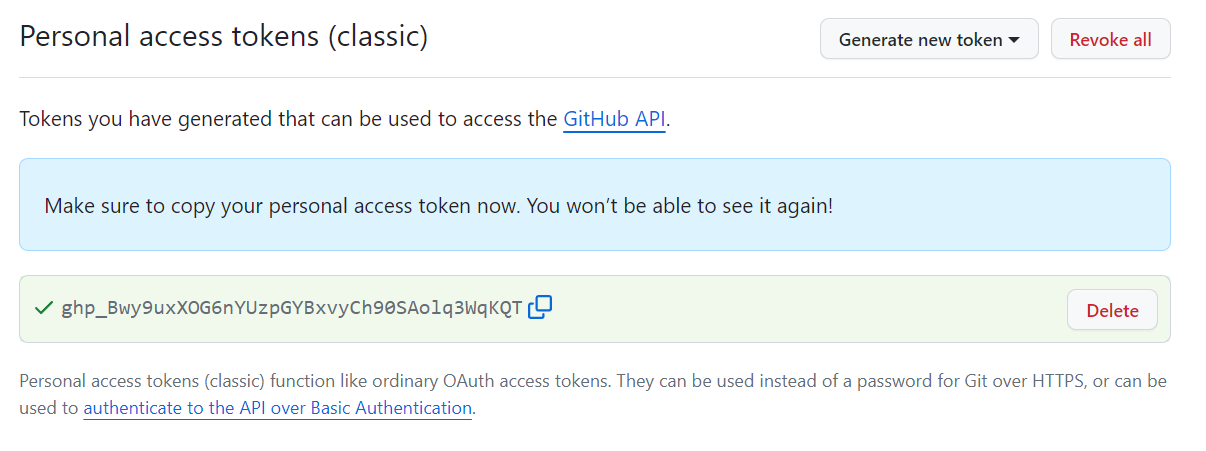 Personal access tokens (classic)
Generate new token
Revoke all
Tokens you have generated that can be used to access the GitHub API.
Make sure to copy your personal access token now. You won’t be able to see it again!
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
Delete
Personal access tokens (classic) function like ordinary OAuth access tokens. They can be used instead of a password for Git over HTTPS, or can be
used to authenticate to the API over Basic Authentication.